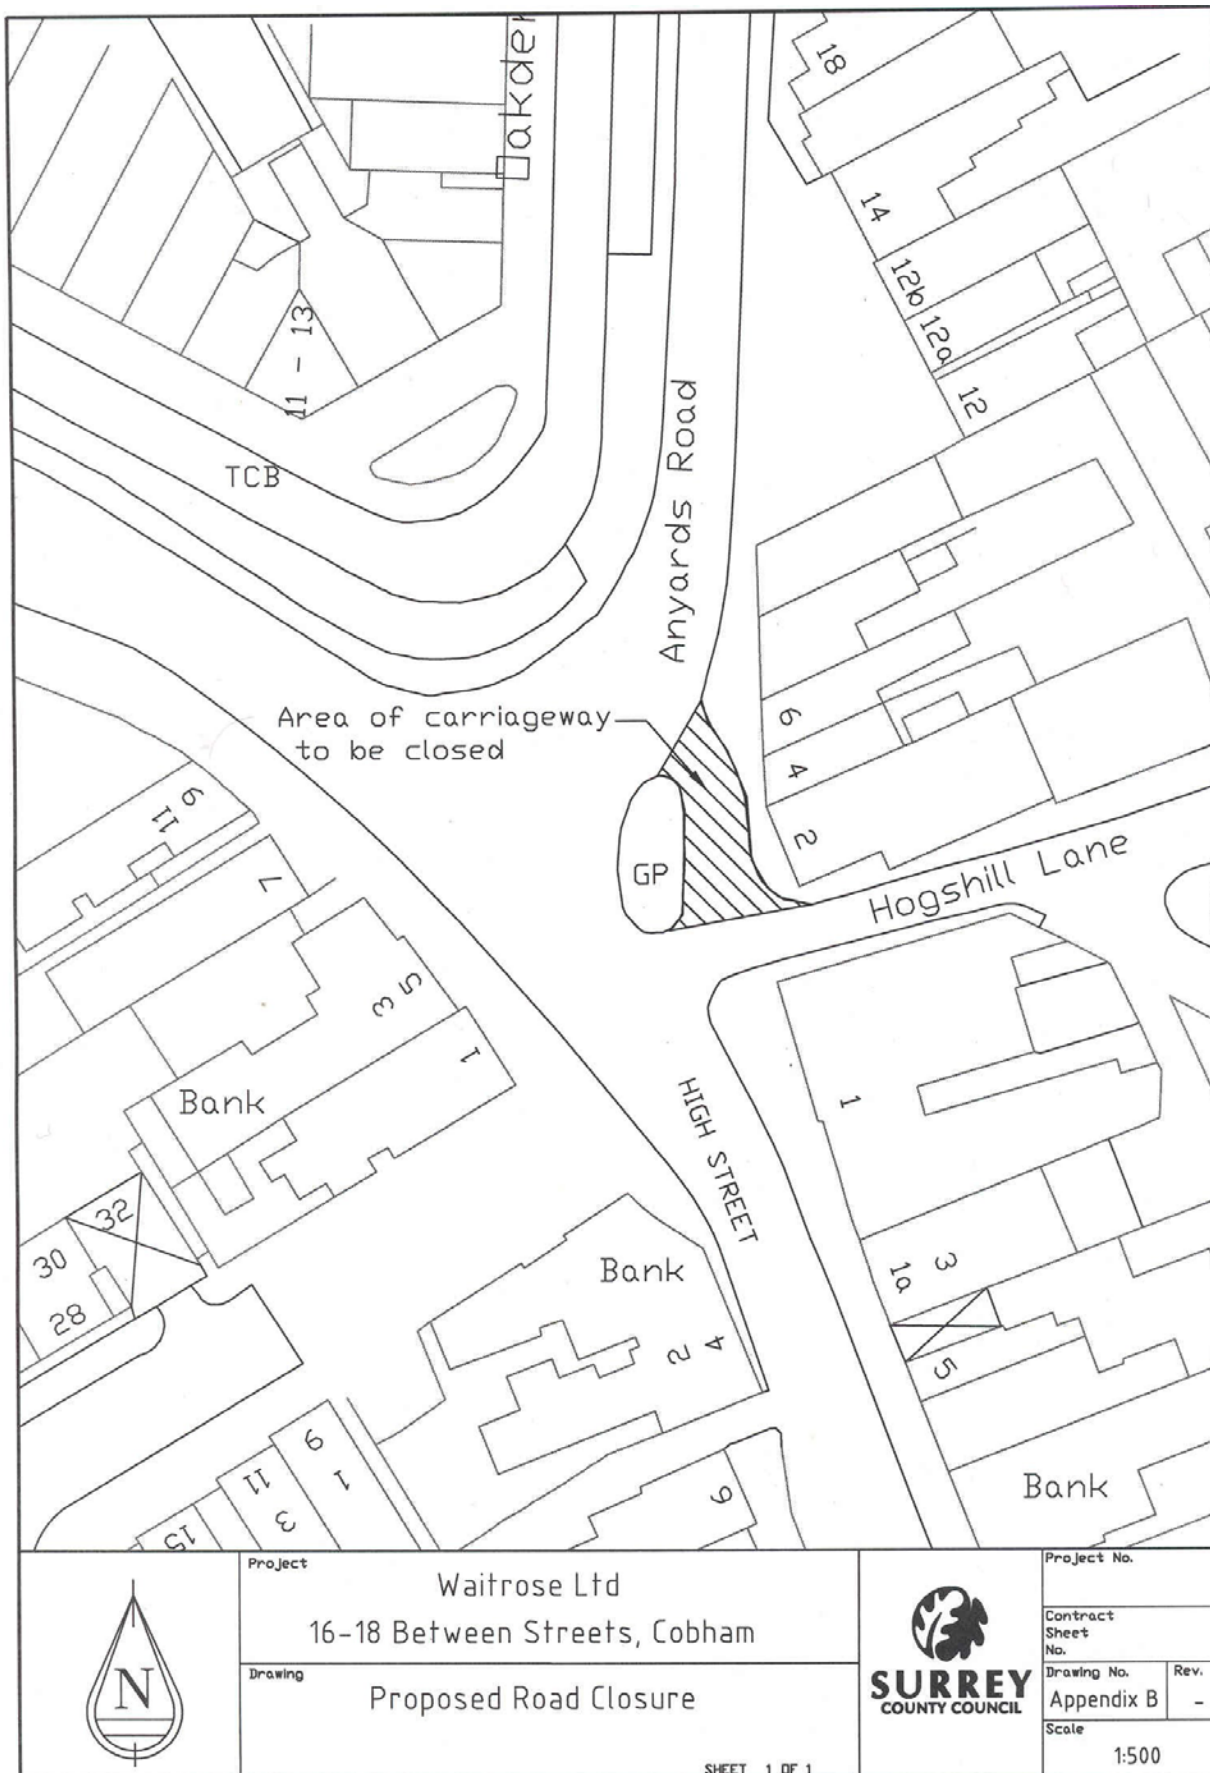 akden
18
14
12b
12a
12
11 - 13
TCB
Anyards Road
Area of carriageway
to be closed
6
4
2
GP
Hogshill Lane
9
11
7
5
3
1
Bank
HIGH STREET
1
32
30
28
Bank
4
2
3
1a
5
Bank
9
11
1
3
15
6
Project
Waitrose Ltd
16-18 Between Streets, Cobham
Drawing
Proposed Road Closure
SHEET 1 OF 1
N
SURREY
COUNTY COUNCIL
Project No.
Contract
Sheet
No.
Drawing No.
Rev.
Appendix B
-
Scale
1:500